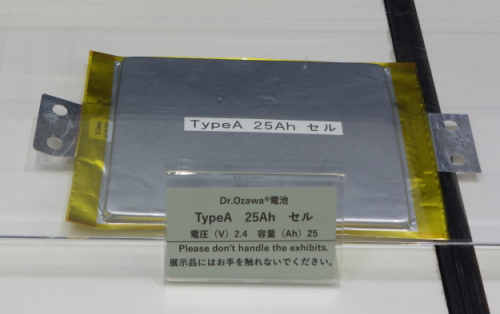 TypeA 25Ah セル
Dr.Ozawa®電池
TypeA 25Ah セル
電圧（V）2.4 容量（Ah）25
Please don't handle the exhibits.
展示品にはお手を触れないでください。